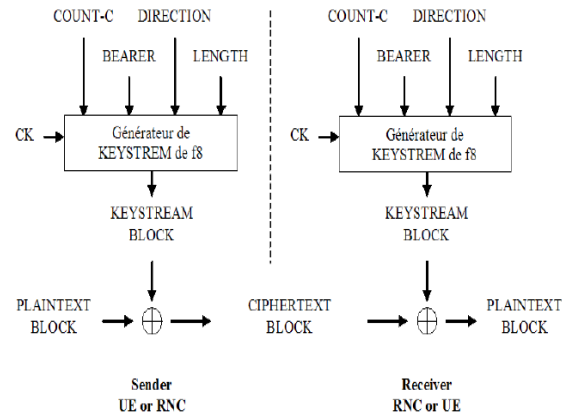 COUNT-C DIRECTION
BEARER LENGTH
CK
Générateur de
KEYSTREM de f8
KEYSTREAM
BLOCK
PLAINTEXT
BLOCK
Sender
UE or RNC
COUNT-C DIRECTION
BEARER LENGTH
CK
Générateur de
KEYSTREM de f8
KEYSTREAM
BLOCK
CIPHERTEXT
BLOCK
PLAINTEXT
BLOCK
Receiver
RNC or UE